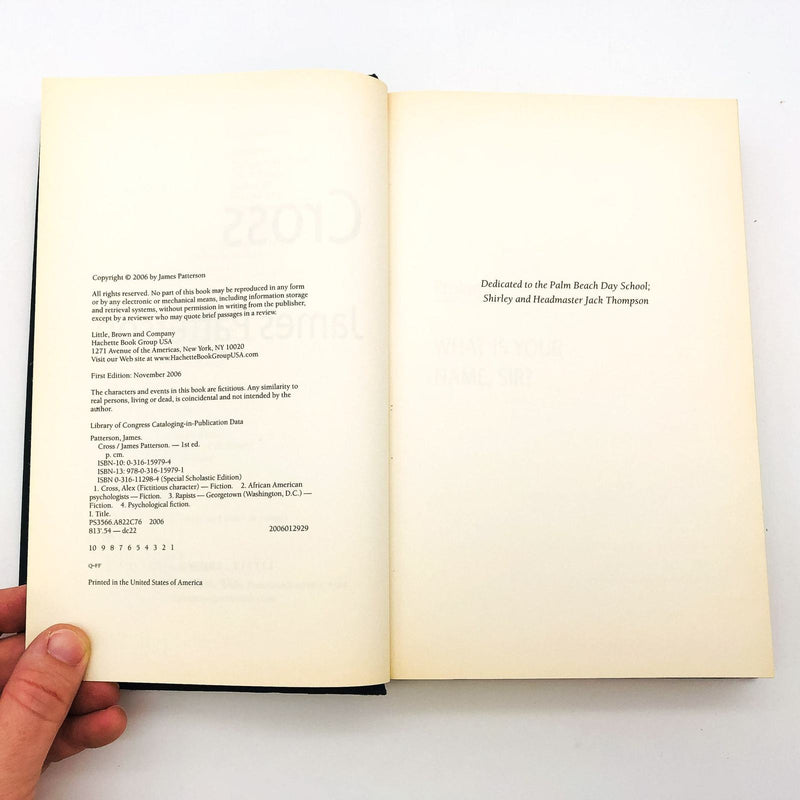 Copyright © 2006 by James Patterson
All rights reserved. No part of this book may be reproduced in any form
or by any electronic or mechanical means, including information storage
and retrieval systems, without permission in writing from the publisher,
except by a reviewer who may quote brief passages in a review.
Little, Brown and Company
Hachette Book Group USA
1271 Avenue of the Americas, New York, NY 10020
Visit our Web site at www.HachetteBookGroupUSA.com
First Edition: November 2006
The characters and events in this book are fictitious. Any similarity to
real persons, living or dead, is coincidental and not intended by the
author.
Library of Congress Cataloging-in-Publication Data
Patterson, James.
Cross / James Patterson. — 1st ed.
p. cm.
ISBN-10: 0-316-15979-4
ISBN-13: 978-0-316-15979-1
ISBN 0-316-11298-4 (Special Scholastic Edition)
1. Cross, Alex (Fictitious character) — Fiction. 2. African American
psychologists — Fiction. 3. Rapists — Georgetown (Washington, D.C.) —
Fiction. 4. Psychological fiction.
I. Title.
PS3566.A822C76 2006
813'.54 — dc22 2006012929
10 9 8 7 6 5 4 3 2 1
Q-FF
Printed in the United States of America
Dedicated to the Palm Beach Day School;
Shirley and Headmaster Jack Thompson
Cross
WHAT IS YOUR
NAME, SIR?